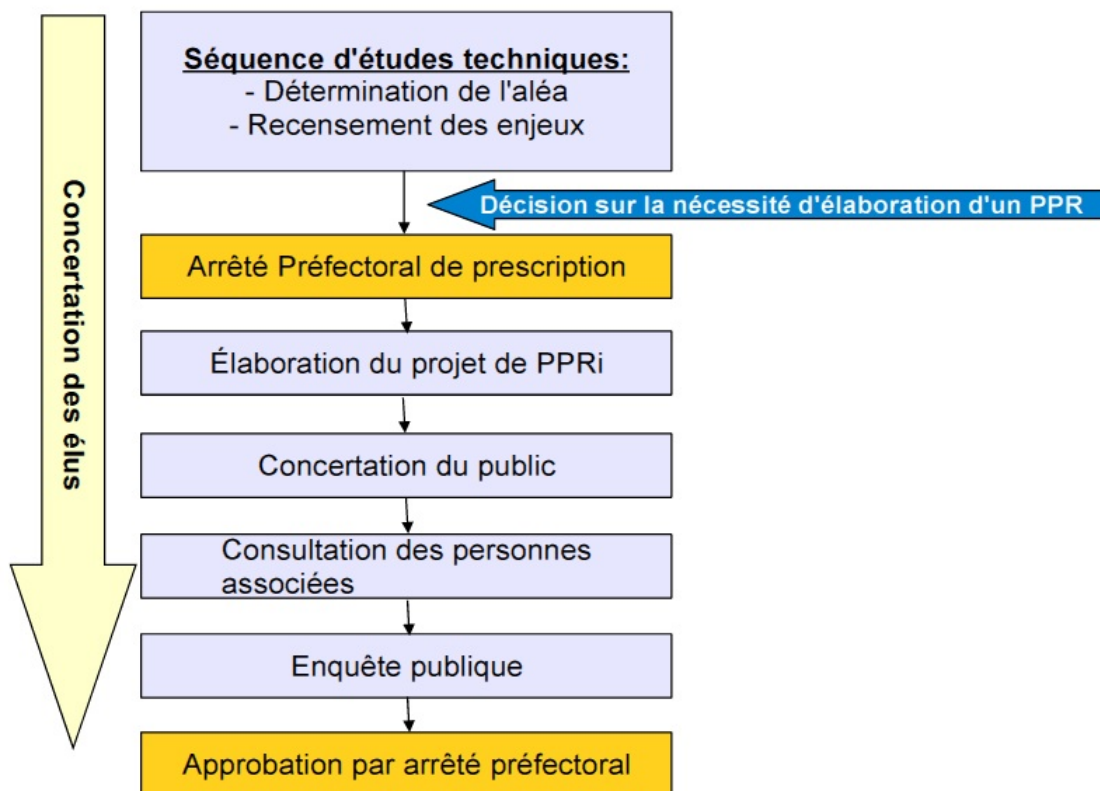 Séquence d'études techniques:
- Détermination de l'aléa
- Recensement des enjeux
Concertation des élus
Décision sur la nécessité d'élaboration d'un PPR
Arrêté Préfectoral de prescription
Élaboration du projet de PPRi
Concertation du public
Consultation des personnes
associées
Enquête publique
Approbation par arrêté préfectoral